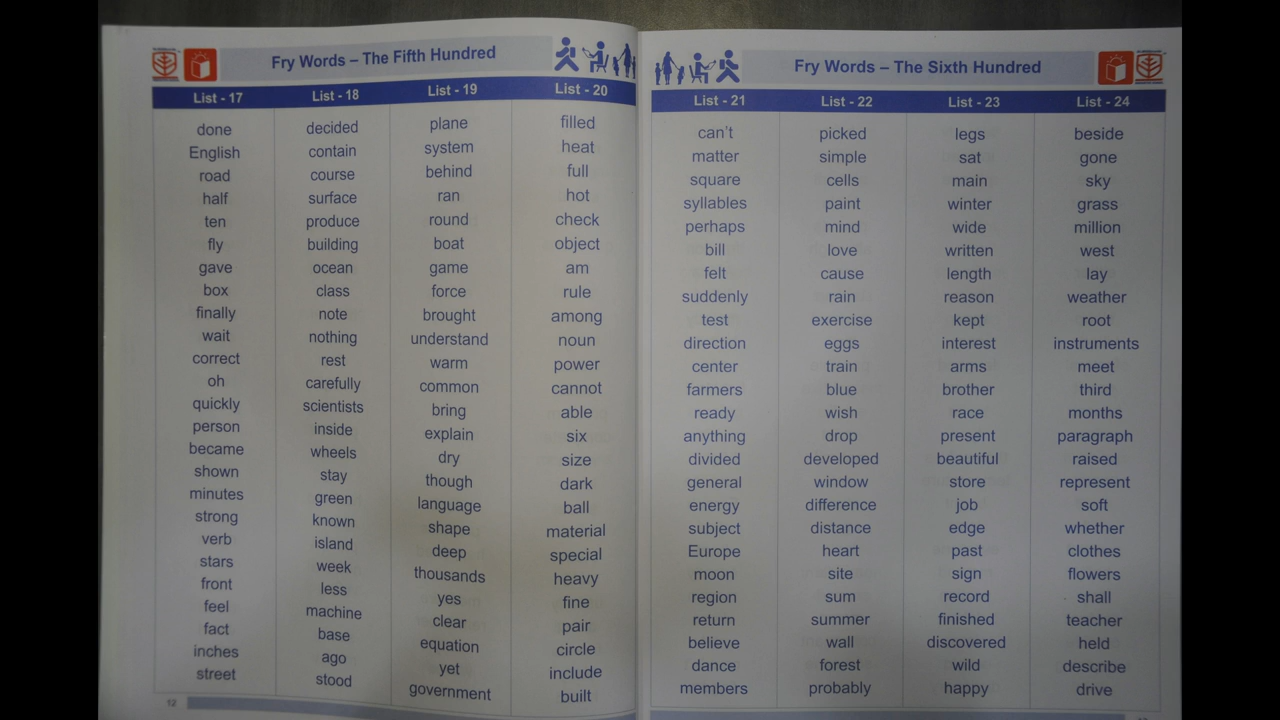 Fry Words – The Fifth Hundred
List - 17 List - 18 List - 19 List - 20
done decided plane filled
English contain system heat
road course behind full
half surface ran hot
ten produce round check
fly building boat object
gave ocean game am
box class force rule
finally note brought among
wait nothing understand noun
correct rest warm power
oh carefully common cannot
quickly scientists bring able
person inside explain six
became wheels dry size
shown stay though dark
minutes green language ball
strong known shape material
verb island deep special
stars week thousands heavy
front less yes fine
feel machine clear pair
fact base equation circle
inches ago yet include
street stood government built
12
Fry Words – The Sixth Hundred
List - 21 List - 22 List - 23 List - 24
can't picked legs beside
matter simple sat gone
square cells main sky
syllables paint winter grass
perhaps mind wide million
bill love written west
felt cause length lay
suddenly rain reason weather
test exercise kept root
direction eggs interest instruments
center train arms meet
farmers blue brother third
ready wish race months
anything drop present paragraph
divided developed beautiful raised
general window store represent
energy difference job soft
subject distance edge whether
Europe heart past clothes
moon site sign flowers
region sum record shall
return summer finished teacher
believe wall discovered held
dance forest wild describe
members probably happy drive